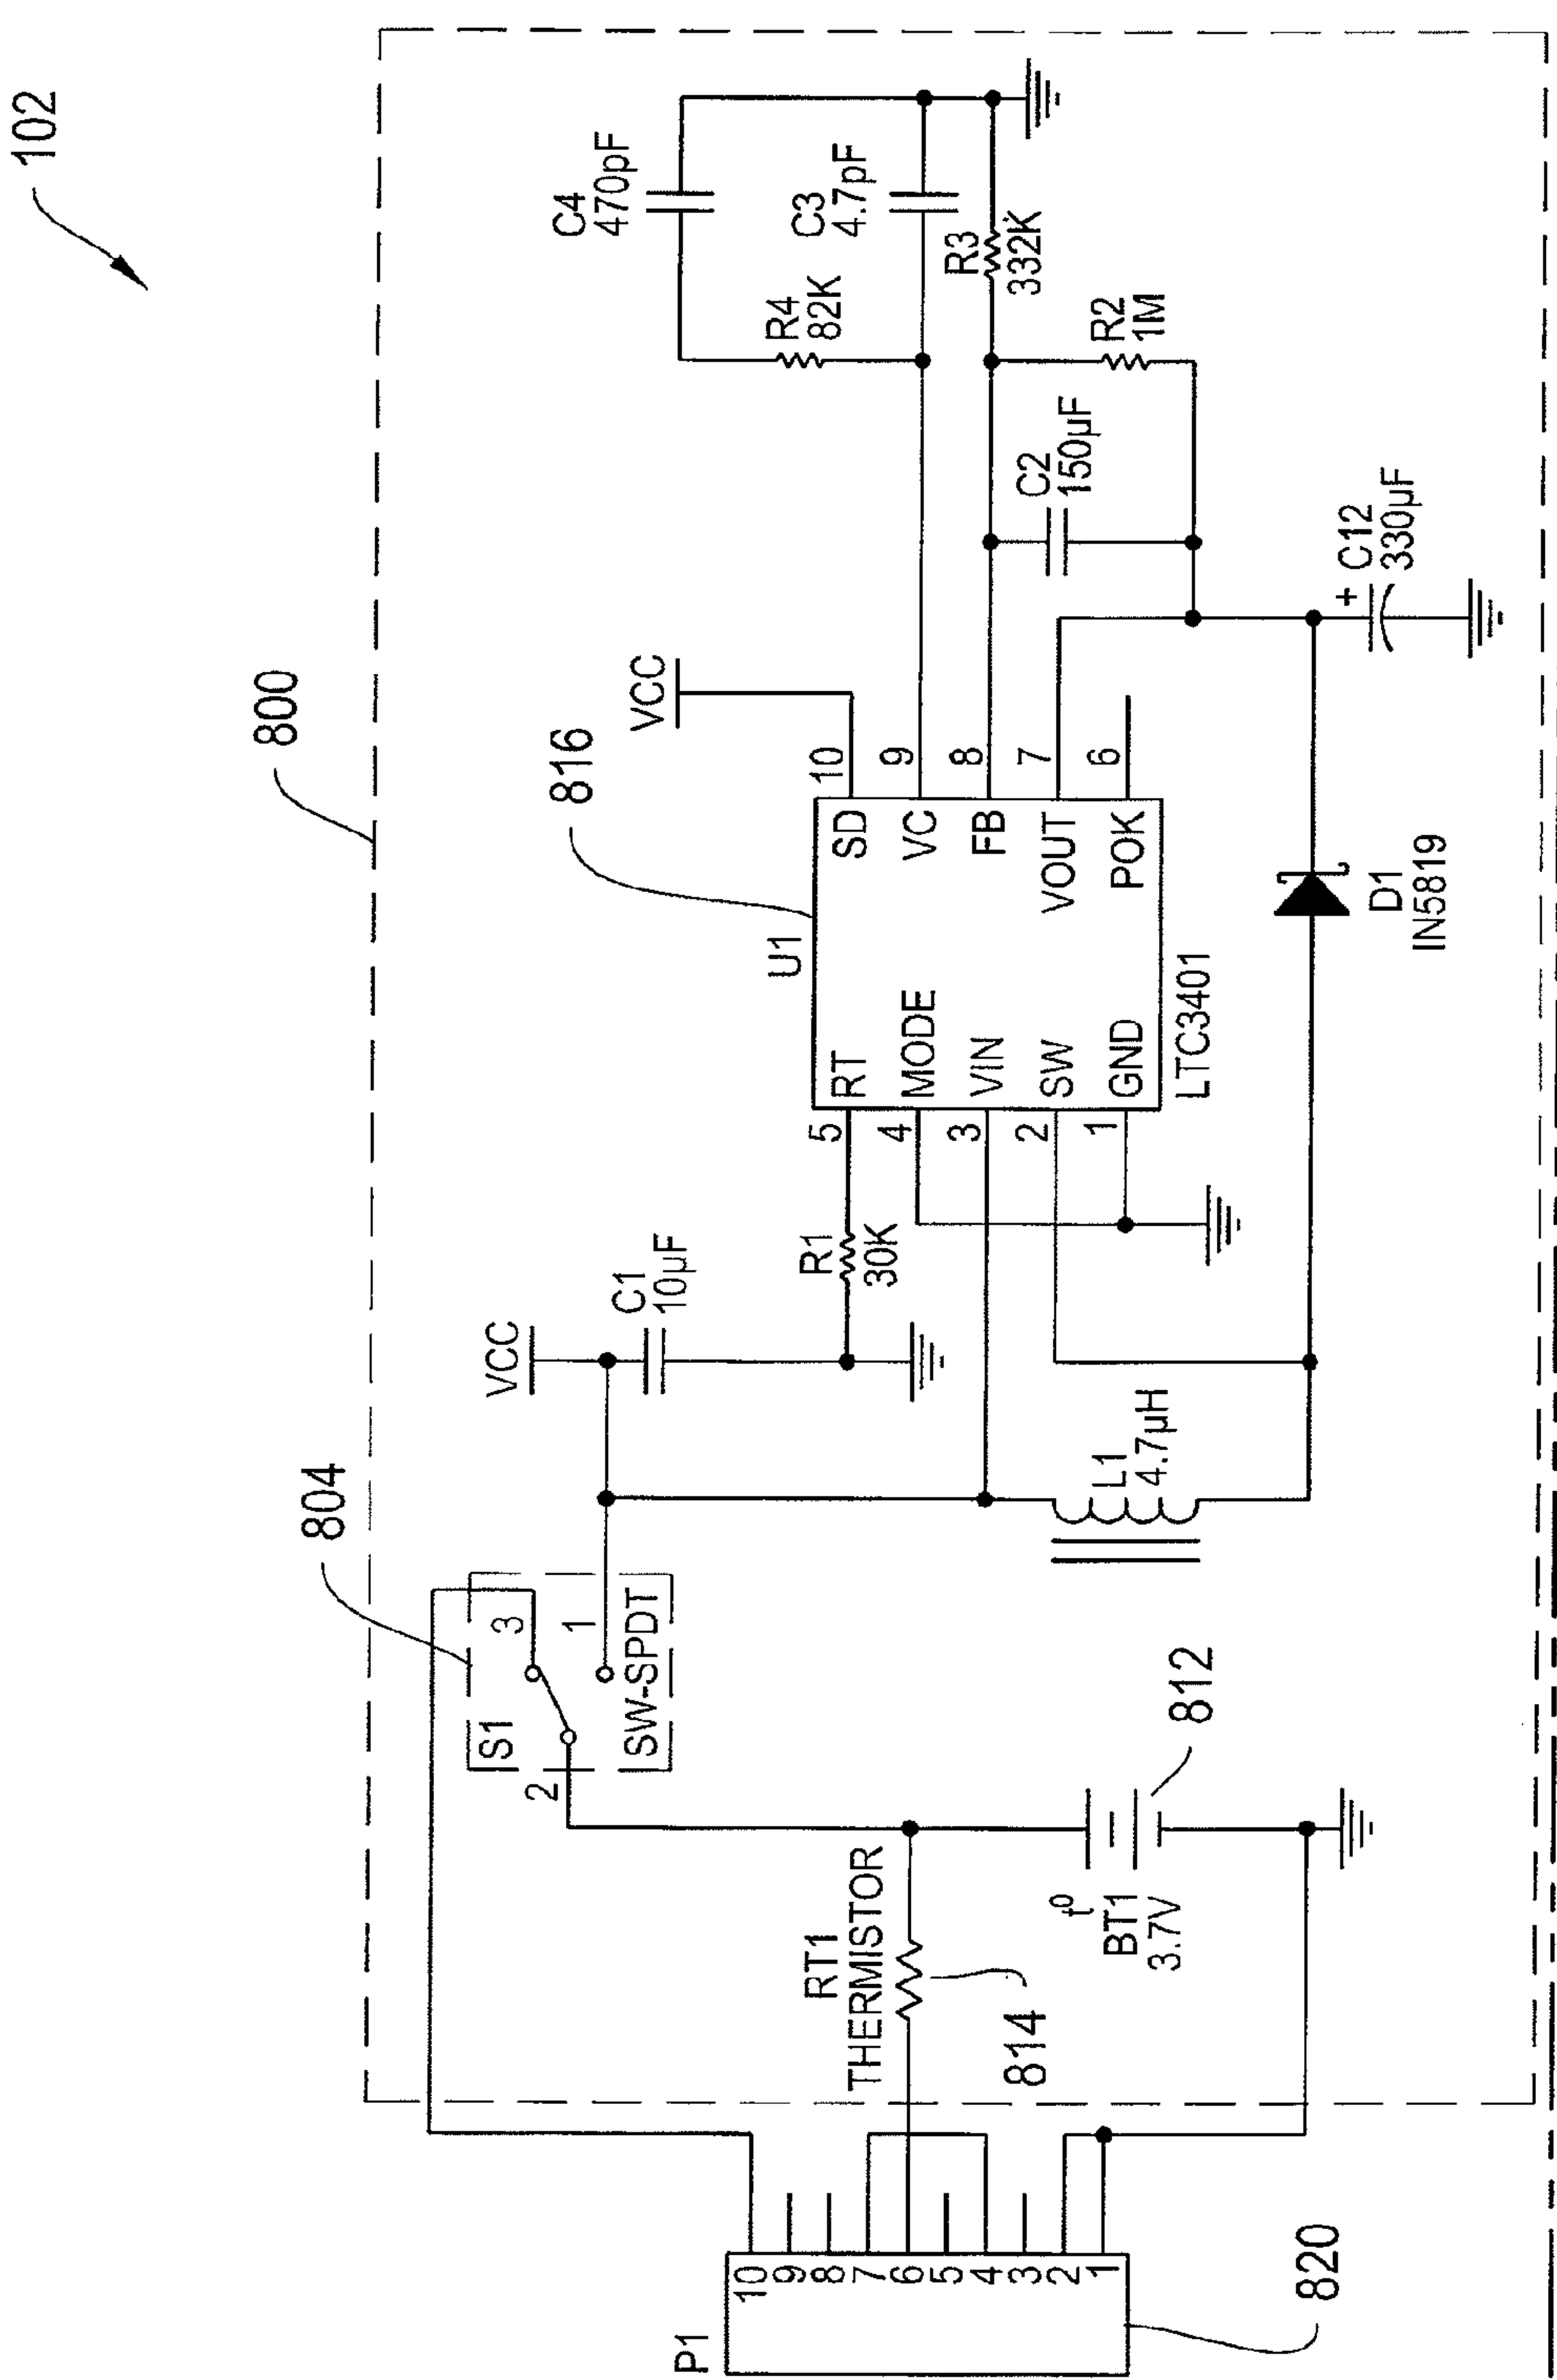 102
800
804
816
VCC
VCC
C4
470pF
C3
4.7pF
R4
82K
R3
332K
R2
1M
C2
150µF
C12
330µF
+
C1
10µF
R1
30K
U1
5 RT
4 MODE
3 VIN
2 SW
1 GND
SD 10
VC 9
FB 8
VOUT 7
POK 6
LTC3401
D1
IN5819
L1
4.7µH
S1
3
1
2
SW-SPDT
812
RT1
THERMISTOR
814
t⁰
BT1
3.7V
P1
10
9
8
7
6
5
4
3
2
1
820